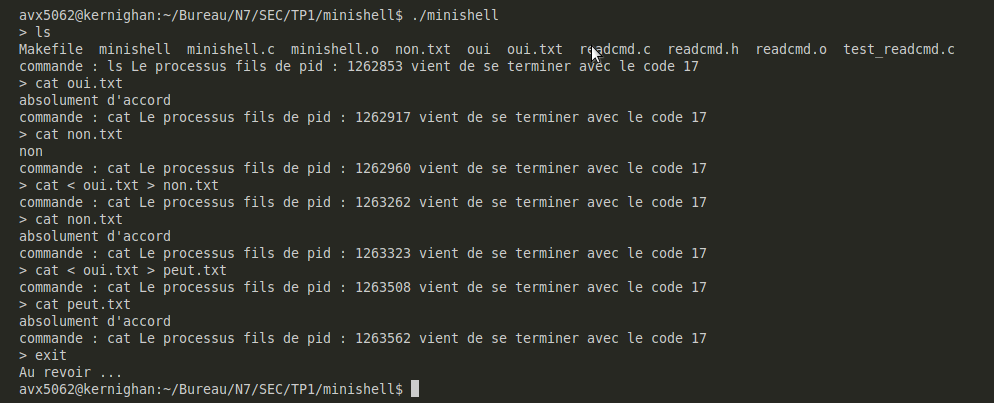 avx5062@kernighan:~/Bureau/N7/SEC/TP1/minishell$ ./minishell
> ls
Makefile  minishell  minishell.c  minishell.o  non.txt  oui  oui.txt  readcmd.c  readcmd.h  readcmd.o  test_readcmd.c
commande : ls Le processus fils de pid : 1262853 vient de se terminer avec le code 17
> cat oui.txt
absolument d'accord
commande : cat Le processus fils de pid : 1262917 vient de se terminer avec le code 17
> cat non.txt
non
commande : cat Le processus fils de pid : 1262960 vient de se terminer avec le code 17
> cat < oui.txt > non.txt
commande : cat Le processus fils de pid : 1263262 vient de se terminer avec le code 17
> cat non.txt
absolument d'accord
commande : cat Le processus fils de pid : 1263323 vient de se terminer avec le code 17
> cat < oui.txt > peut.txt
commande : cat Le processus fils de pid : 1263508 vient de se terminer avec le code 17
> cat peut.txt
absolument d'accord
commande : cat Le processus fils de pid : 1263562 vient de se terminer avec le code 17
> exit
Au revoir ...
avx5062@kernighan:~/Bureau/N7/SEC/TP1/minishell$